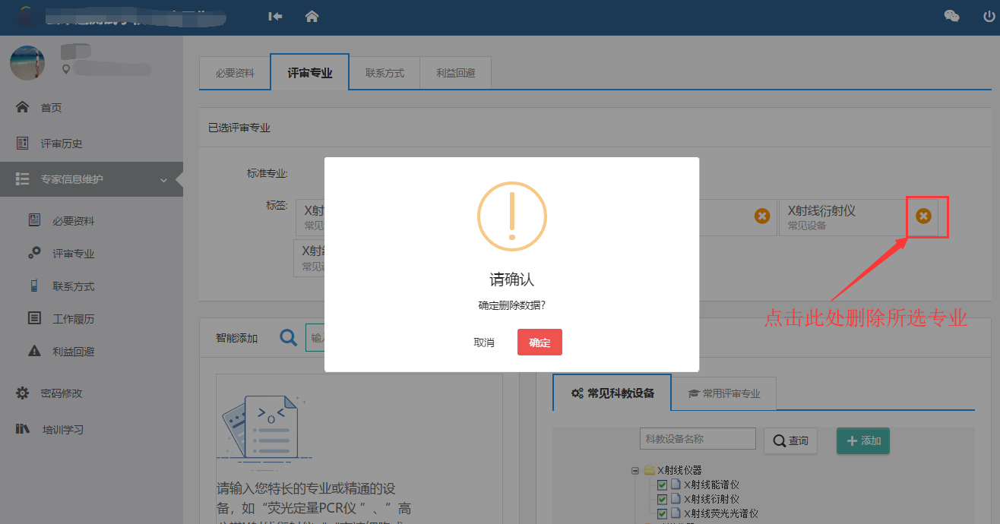 必要资料 评审专业 联系方式 利益回避
首页
评审历史
专家信息维护
必要资料
评审专业
联系方式
工作履历
利益回避
密码修改
培训学习
已选评审专业
标准专业:
标签:
X射
常见
X射线衍射仪
常见设备
X射
常见
请确认
确定删除数据?
取消 确定
点击此处删除所选专业
智能添加
输
请输入您特长的专业或精通的设
备，如“荧光定量PCR仪 ”、” 高
常见科教设备 常用评审专业
科教设备名称 查询 添加
X射线仪器
X射线能谱仪
X射线衍射仪
X射线荧光光谱仪